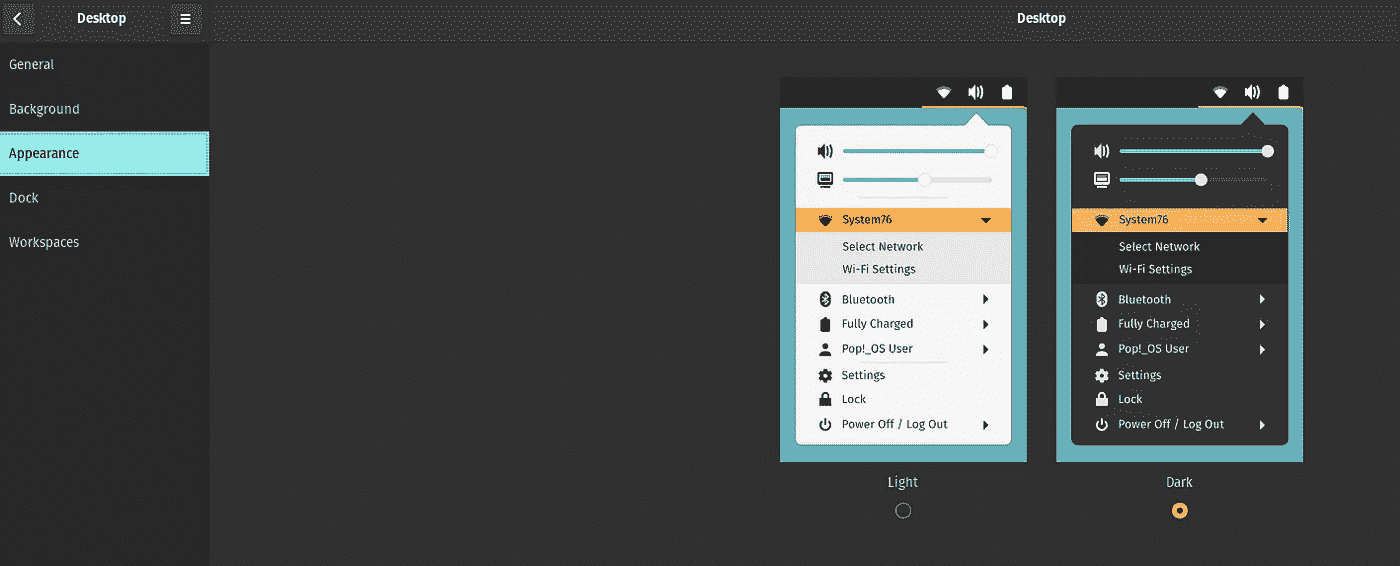 Desktop
Desktop
General
Background
Appearance
Dock
Workspaces
System76
Select Network
Wi-Fi Settings
Bluetooth
Fully Charged
Pop!_OS User
Settings
Lock
Power Off / Log Out
Light
System76
Select Network
Wi-Fi Settings
Bluetooth
Fully Charged
Pop!_OS User
Settings
Lock
Power Off / Log Out
Dark